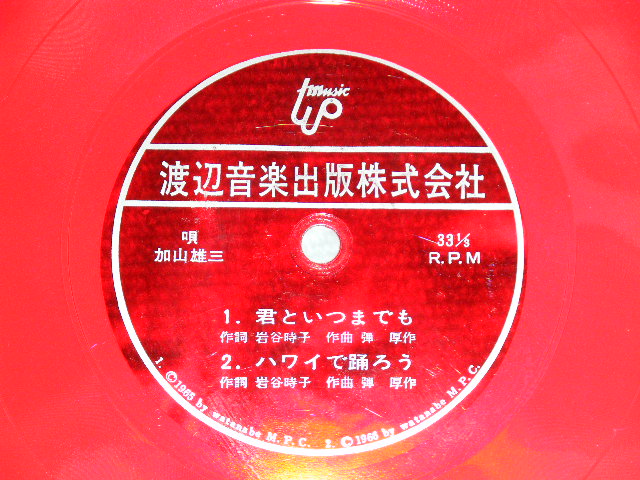 music
渡辺音楽出版株式会社
唄
加山雄三
33⅓
R.P.M
1. 君といつまでも
作詞 岩谷時子 作曲 弾 厚作
2. ハワイで踊ろう
作詞 岩谷時子 作曲 弾 厚作
1. ©1965 by watanabe M.P.C. 2. ©1966 by watanabe M.P.C.